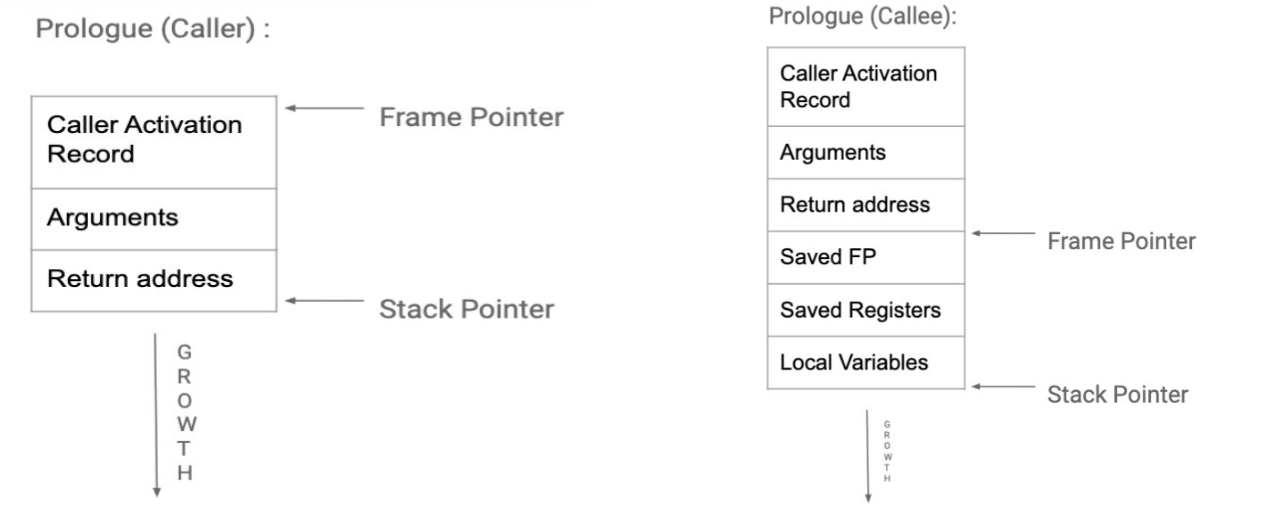 Prologue (Caller) :
Caller Activation
Record
Arguments
Return address
Frame Pointer
Stack Pointer
G
R
O
W
T
H
Prologue (Callee):
Caller Activation
Record
Arguments
Return address
Saved FP
Saved Registers
Local Variables
Frame Pointer
Stack Pointer
G
R
O
W
T
H